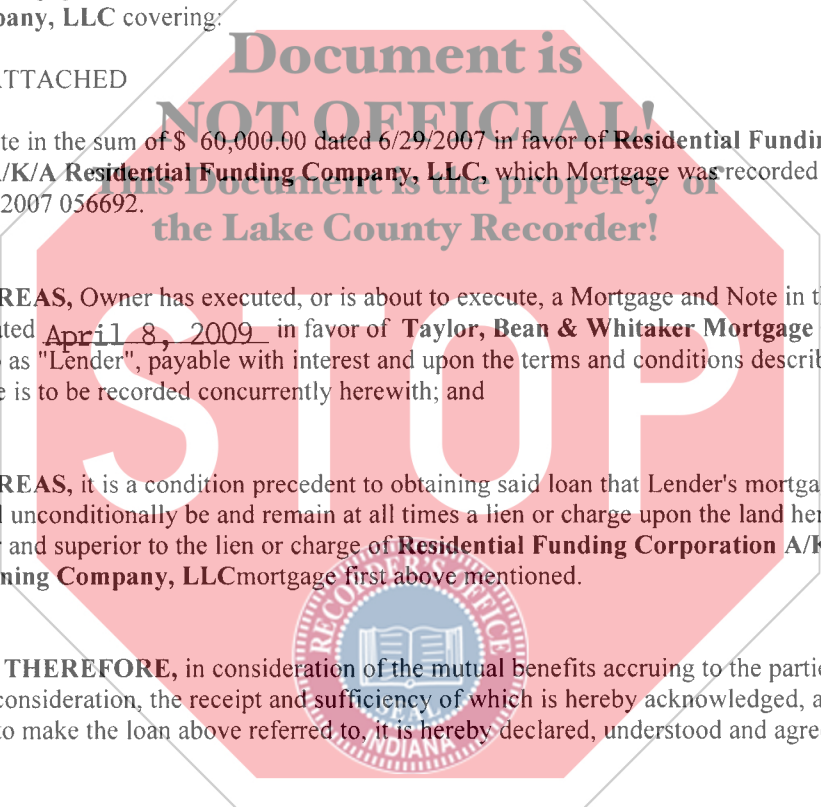 pany, LLC covering:
Document is
ATTACHED
NOT OFFICIAL!
te in the sum of $ 60,000.00 dated 6/29/2007 in favor of Residential Fundin
/K/A Residential Funding Company, LLC, which Mortgage was recorded
This Document is the property of
2007 056692.
the Lake County Recorder!
REAS, Owner has executed, or is about to execute, a Mortgage and Note in t
ted April 8, 2009 in favor of Taylor, Bean & Whitaker Mortgage
as "Lender", payable with interest and upon the terms and conditions describ
e is to be recorded concurrently herewith; and
STOP
REAS, it is a condition precedent to obtaining said loan that Lender's mortga
l unconditionally be and remain at all times a lien or charge upon the land her
r and superior to the lien or charge of Residential Funding Corporation A/K
ning Company, LLCmortgage first above mentioned.
RECORDER'S OFFICE
THEREFORE, in consideration of the mutual benefits accruing to the partie
consideration, the receipt and sufficiency of which is hereby acknowledged, a
SEAL
to make the loan above referred to, it is hereby declared, understood and agree
INDIANA